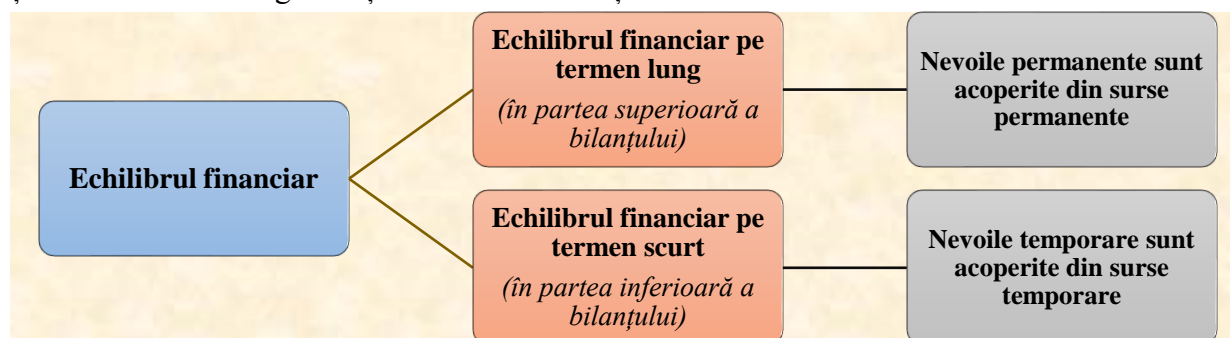 Echilibrul financiar pe
termen lung
(în partea superioară a
bilanțului)
Nevoile permanente sunt
acoperite din surse
permanente
Echilibrul financiar
Echilibrul financiar pe
termen scurt
(în partea inferioară a
bilanțului)
Nevoile temporare sunt
acoperite din surse
temporare